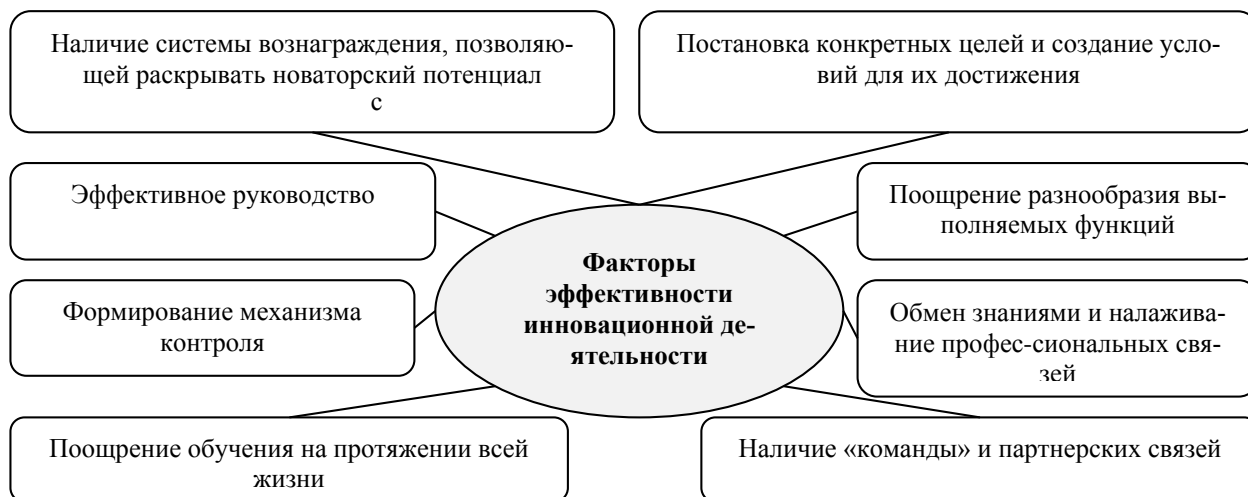 Наличие системы вознаграждения, позволяю-
щей раскрывать новаторский потенциал
с
Постановка конкретных целей и создание усло-
вий для их достижения
Эффективное руководство
Поощрение разнообразия вы-
полняемых функций
Факторы
эффективности
инновационной де-
ятельности
Формирование механизма
контроля
Обмен знаниями и налажива-
ние профес-сиональных свя-
зей
Поощрение обучения на протяжении всей
жизни
Наличие «команды» и партнерских связей